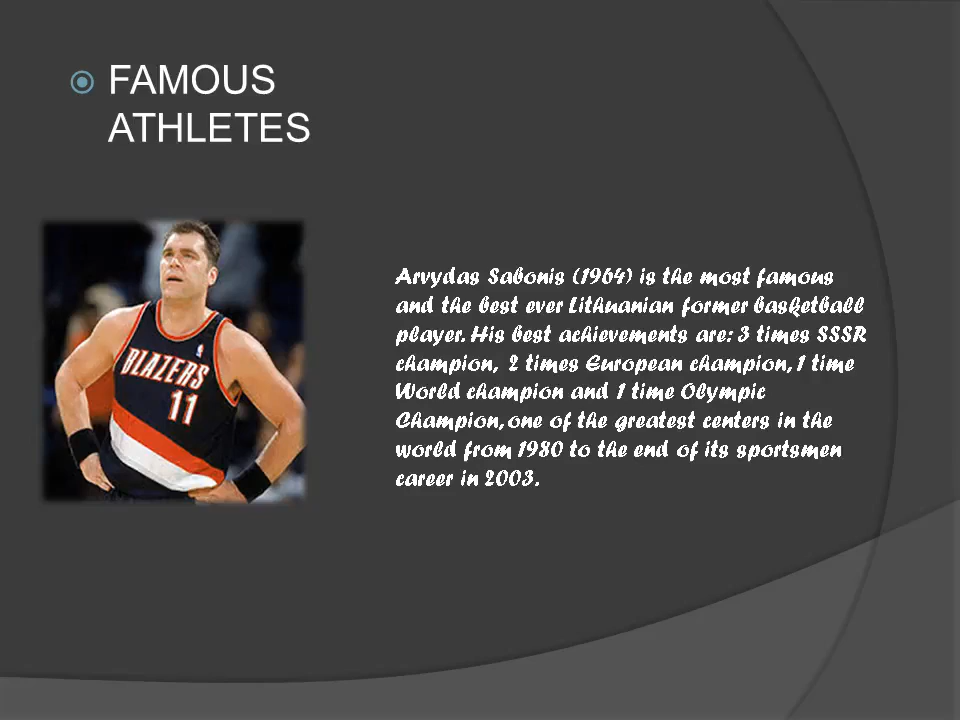 FAMOUS
ATHLETES
BLAZERS
11
Arvydas Sabonis (1964) is the most famous
and the best ever Lithuanian former basketball
player. His best achievements are: 3 times SSSR
champion, 2 times European champion, 1 time
World champion and 1 time Olympic
Champion, one of the greatest centers in the
world from 1980 to the end of its sportsmen
career in 2003.